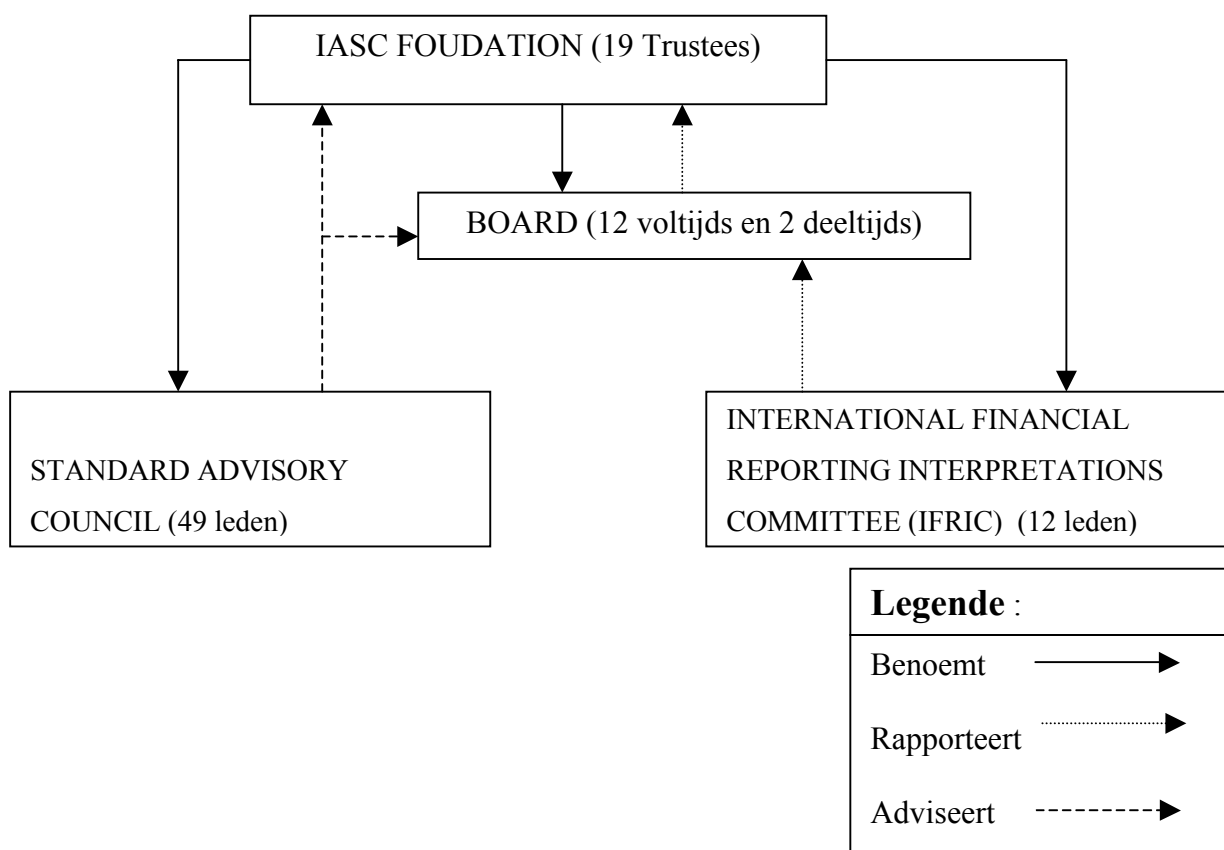 IASC FOUDATION (19 Trustees)
BOARD (12 voltijds en 2 deeltijds)
STANDARD ADVISORY
COUNCIL (49 leden)
INTERNATIONAL FINANCIAL
REPORTING INTERPRETATIONS
COMMITTEE (IFRIC) (12 leden)
Legende :
Benoemt
Rapporteert
Adviseert